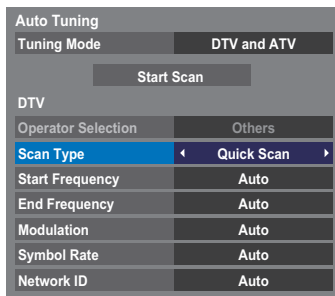 Auto Tuning
Tuning Mode DTV and ATV
Start Scan
DTV
Operator Selection Others
Scan Type Quick Scan
Start Frequency Auto
End Frequency Auto
Modulation Auto
Symbol Rate Auto
Network ID Auto